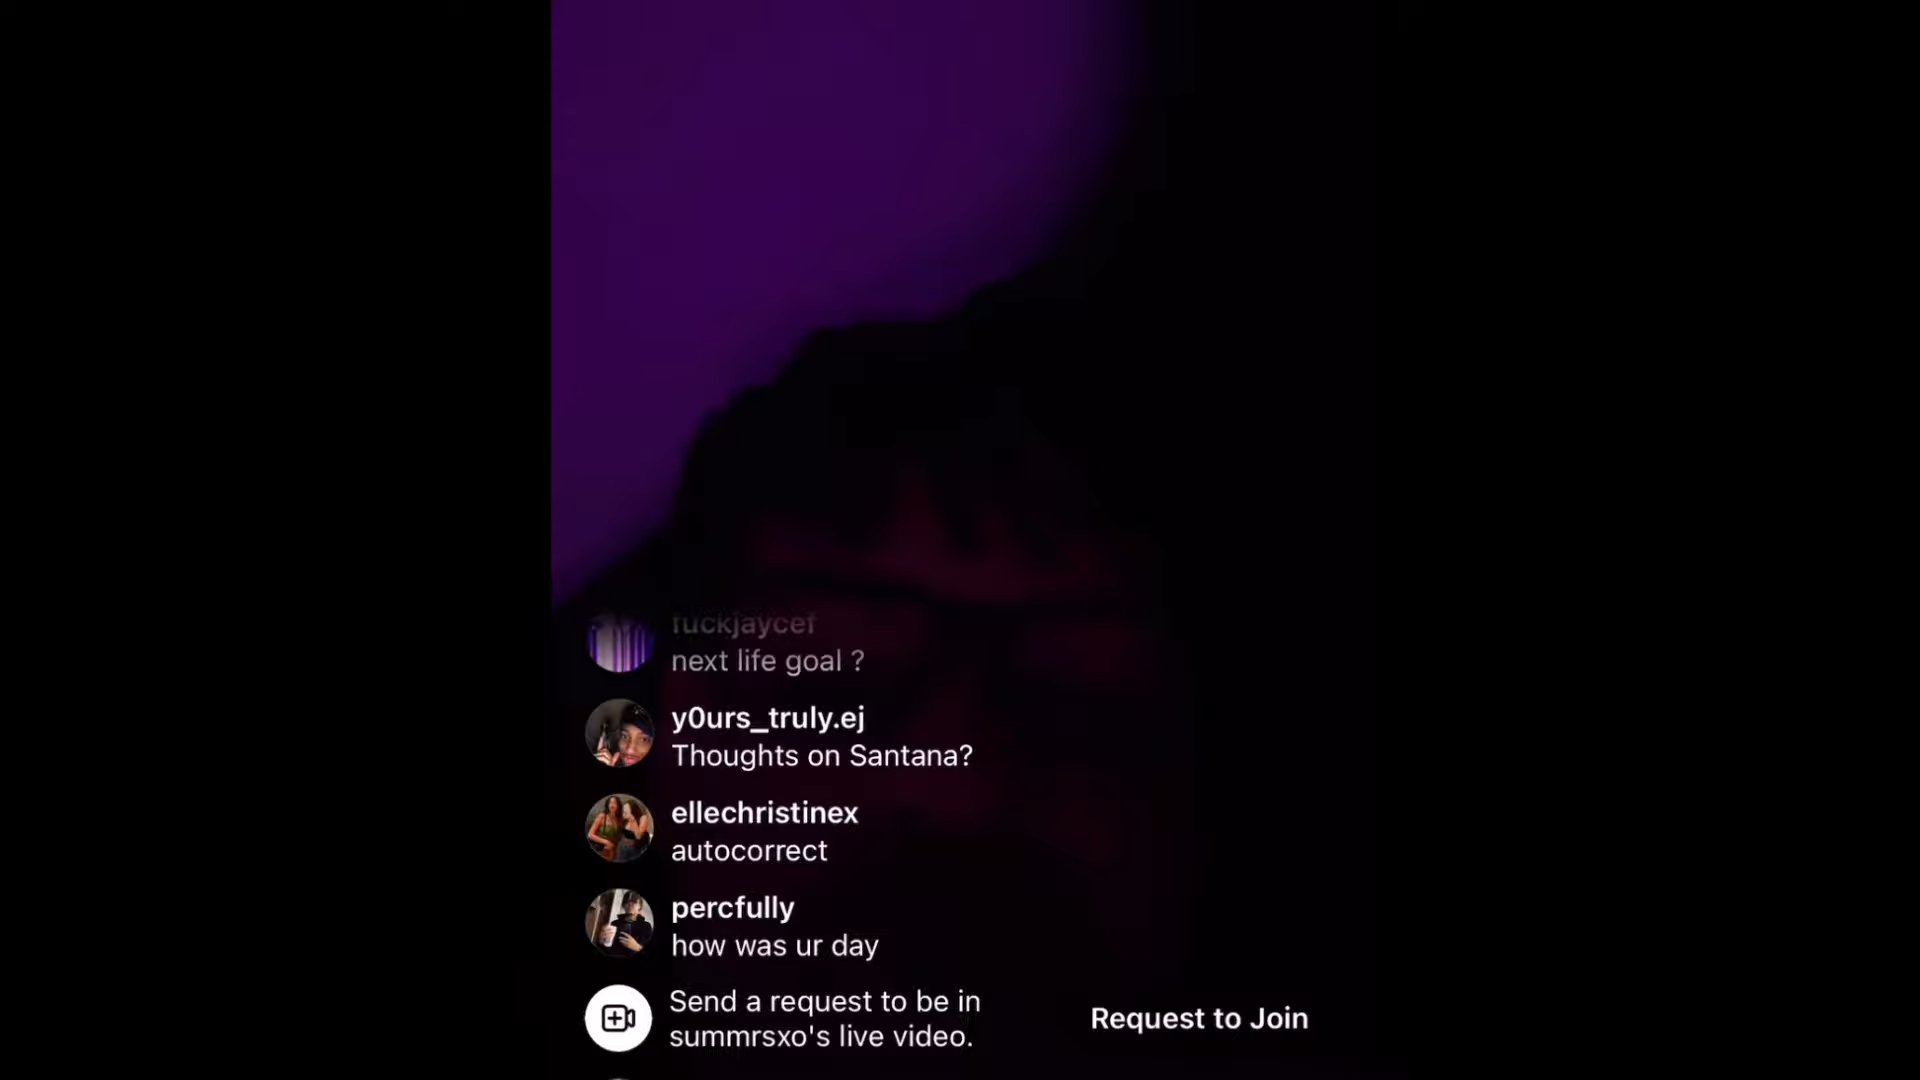 fuckjaycef
next life goal ?
y0urs_truly.ej
Thoughts on Santana?
ellechristinex
autocorrect
percfully
how was ur day
Send a request to be in
summrsxo's live video.
Request to Join